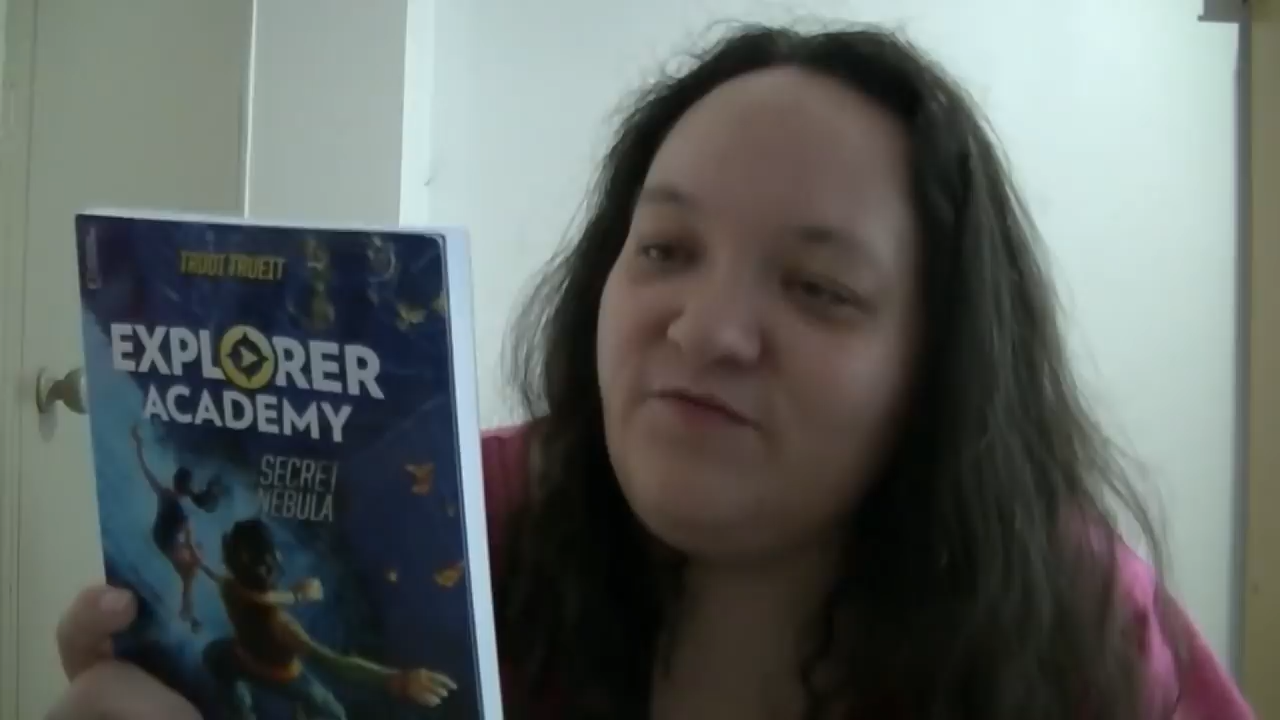 TRUDI TRUEIT
EXPLORER
ACADEMY
SECRET
NEBULA